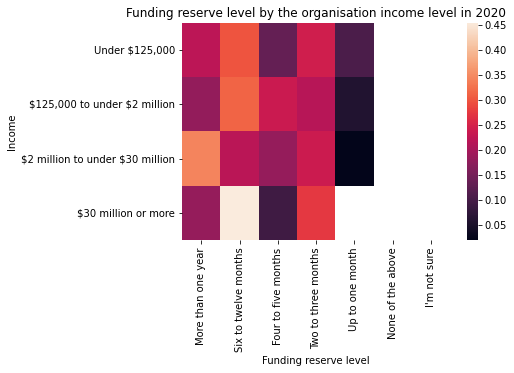 Funding reserve level by the organisation income level in 2020
Income
Under $125,000
$125,000 to under $2 million
$2 million to under $30 million
$30 million or more
0.45
0.40
0.35
0.30
0.25
0.20
0.15
0.10
0.05
More than one year
Six to twelve months
Four to five months
Two to three months
Up to one month
None of the above
I'm not sure
Funding reserve level